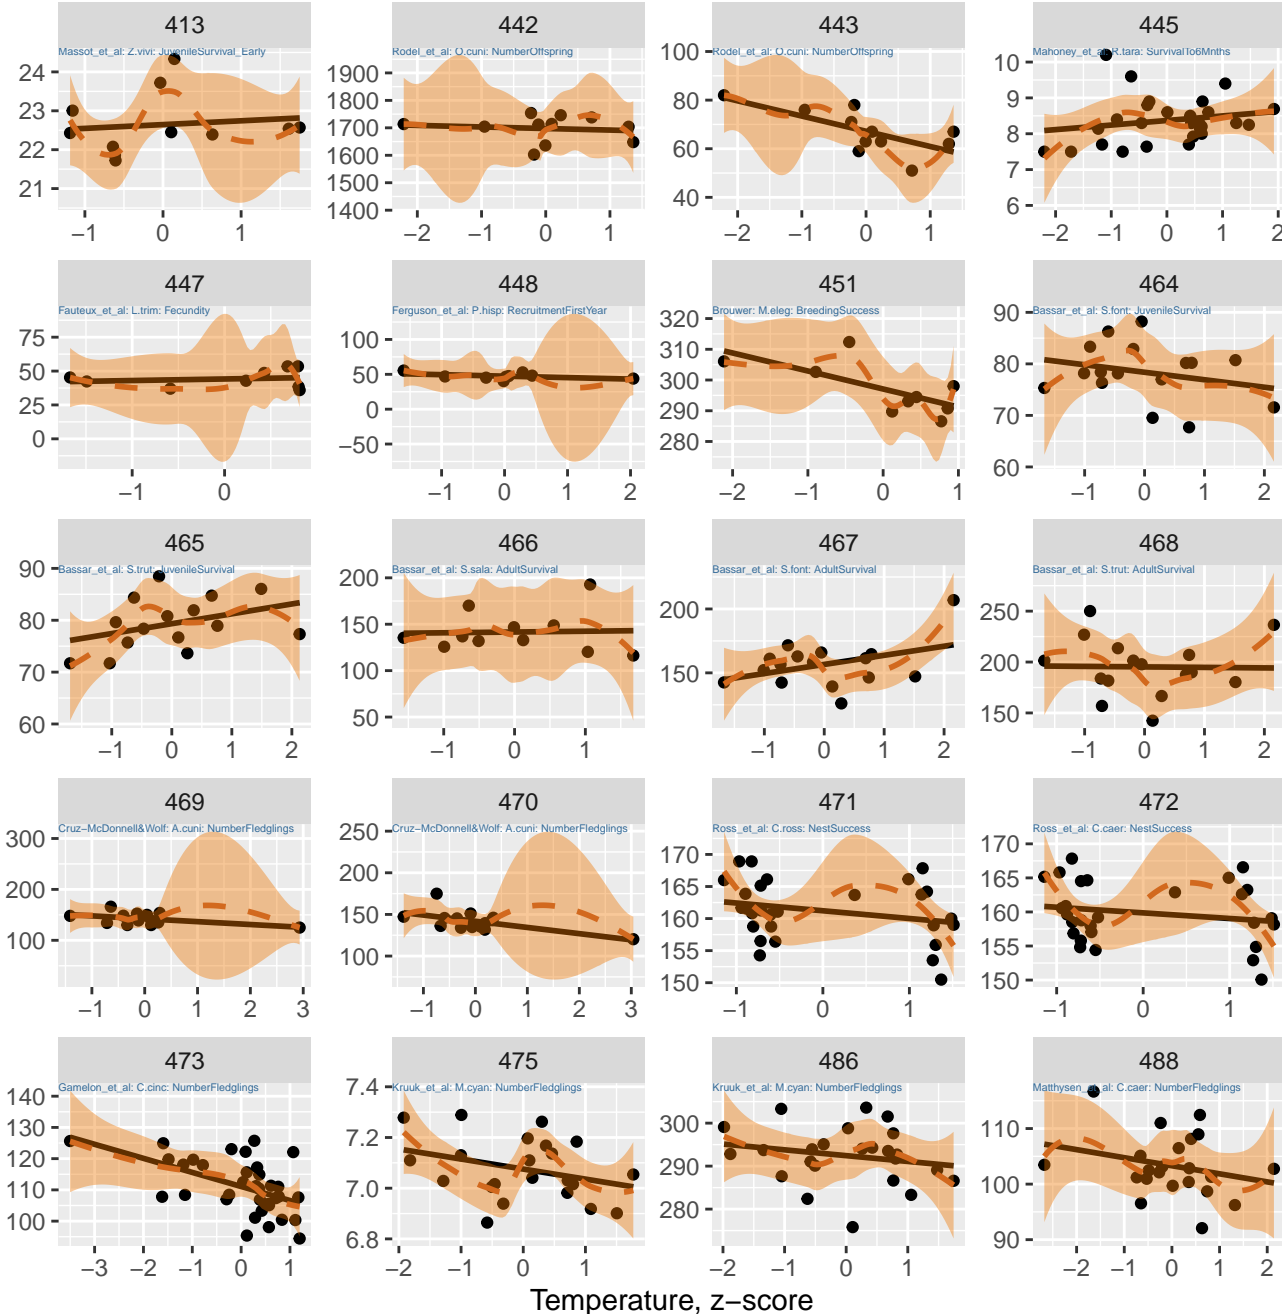 413 442 443 445
Massot_et_al: Z.vivi: JuvenileSurvival_Early Rodel_et_al: O.cuni: NumberOffspring Rodel_et_al: O.cuni: NumberOffspring Mahoney_et_al: R.tara: SurvivalTo6Mnths
24 1900 100 10
1800 9
23 1700 80 8
22 1600 60 7
1500
21 1400 40 6
−1 0 1 −2 −1 0 1 −2 −1 0 1 −2 −1 0 1 2
447 448 451 464
Fauteux_et_al: L.trim: Fecundity Ferguson_et_al: P.hisp: RecruitmentFirstYear Brouwer: M.eleg: BreedingSuccess Bassar_et_al: S.font: JuvenileSurvival
75 100 320 90
50 50 310 80
300
25 0 290 70
0 −50 280 60
−1 0 −1 0 1 2 −2 −1 0 1 −1 0 1 2
465 466 467 468
Bassar_et_al: S.trut: JuvenileSurvival Bassar_et_al: S.sala: AdultSurvival Bassar_et_al: S.font: AdultSurvival Bassar_et_al: S.trut: AdultSurvival
90 200 200 250
80 150 200
70 100 150
60 50 150
−1 0 1 2 −1 0 1 −1 0 1 2 −1 0 1 2
469 470 471 472
Cruz−McDonnell&Wolf: A.cuni: NumberFledglings Cruz−McDonnell&Wolf: A.cuni: NumberFledglings Ross_et_al: C.ross: NestSuccess Ross_et_al: C.caer: NestSuccess
300 250 170 170
200 200 165 165
150 160 160
100 100 155 155
150 150
−1 0 1 2 3 −1 0 1 2 3 −1 0 1 −1 0 1
473 475 486 488
Gamelon_et_al: C.cinc: NumberFledglings Kruuk_et_al: M.cyan: NumberFledglings Kruuk_et_al: M.cyan: NumberFledglings Matthysen_et_al: C.caer: NumberFledglings
140 7.4 300 110
130 7.2
120 290 100
110 7.0
100 6.8 280 90
−3 −2 −1 0 1 −2 −1 0 1 −2 −1 0 1 −2 −1 0 1 2
Temperature, z−score